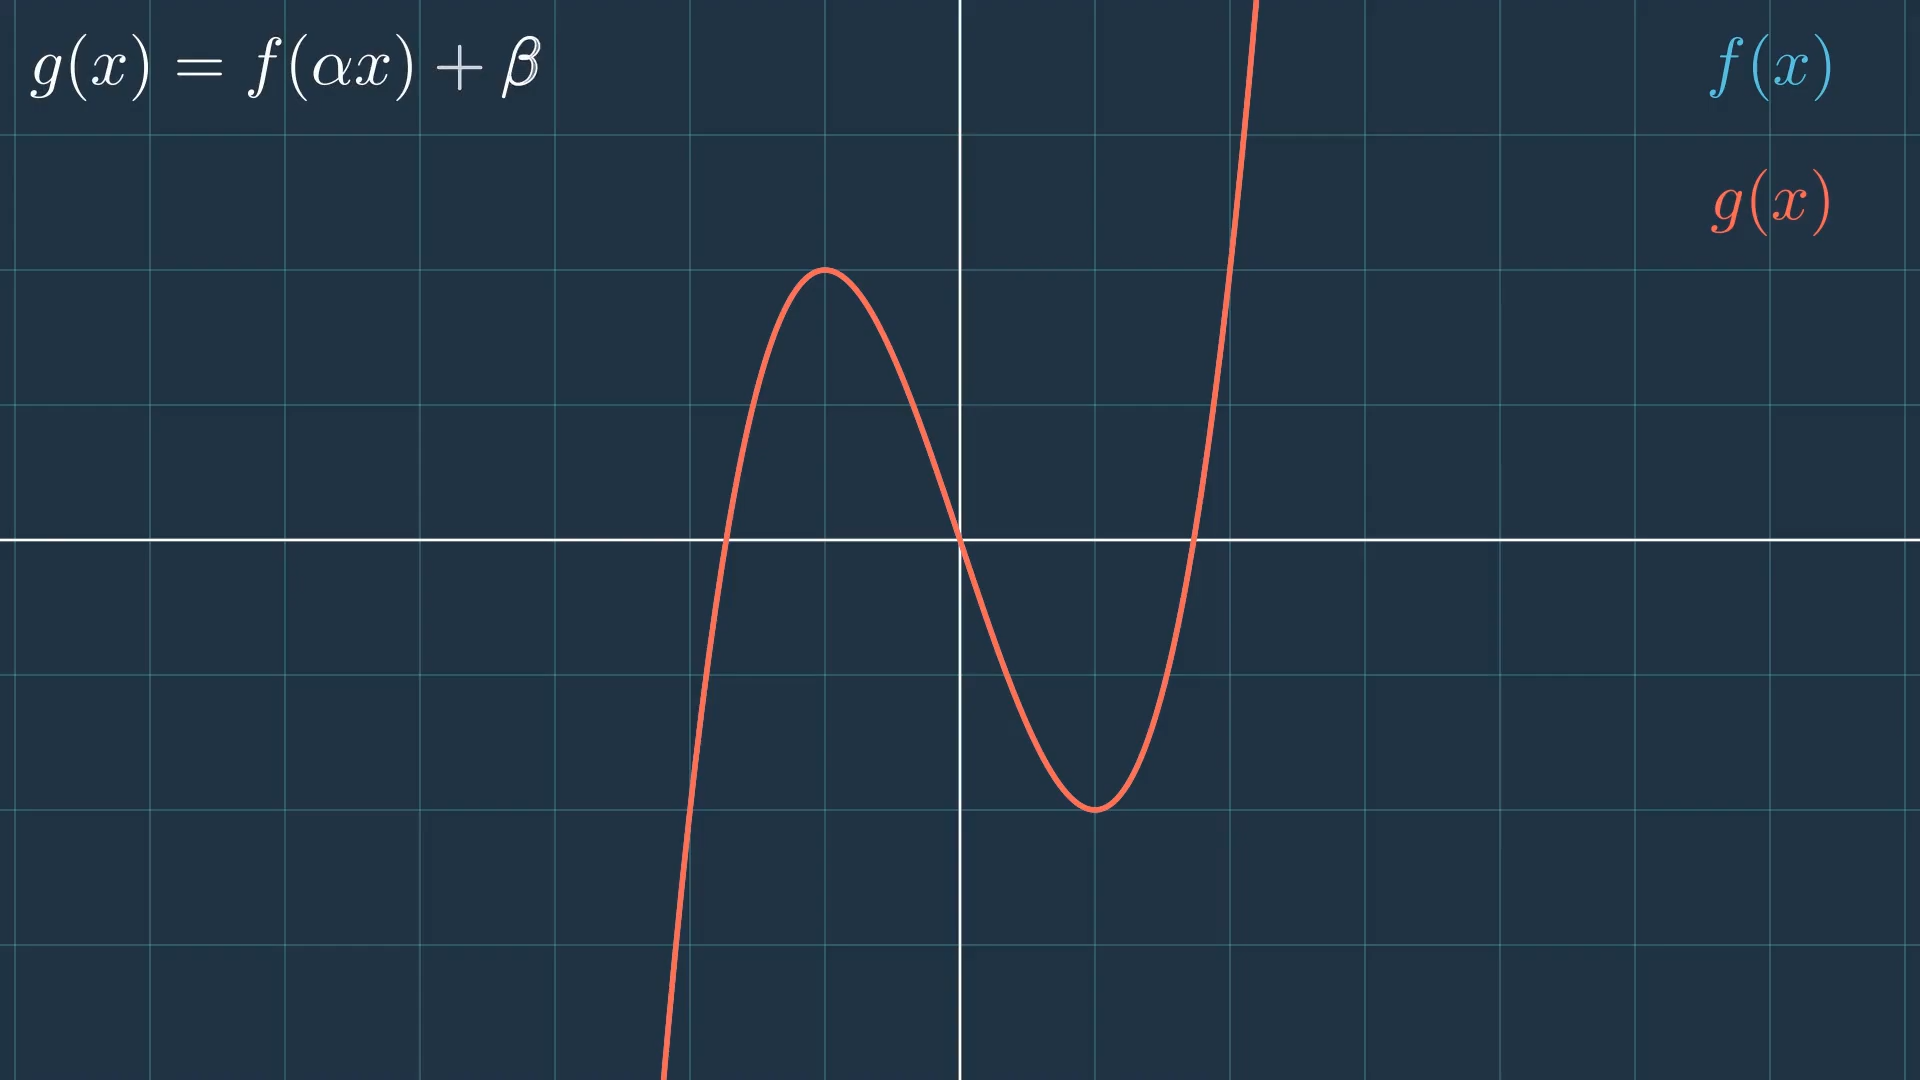 g(x) = f(αx) + β
f(x)
g(x)